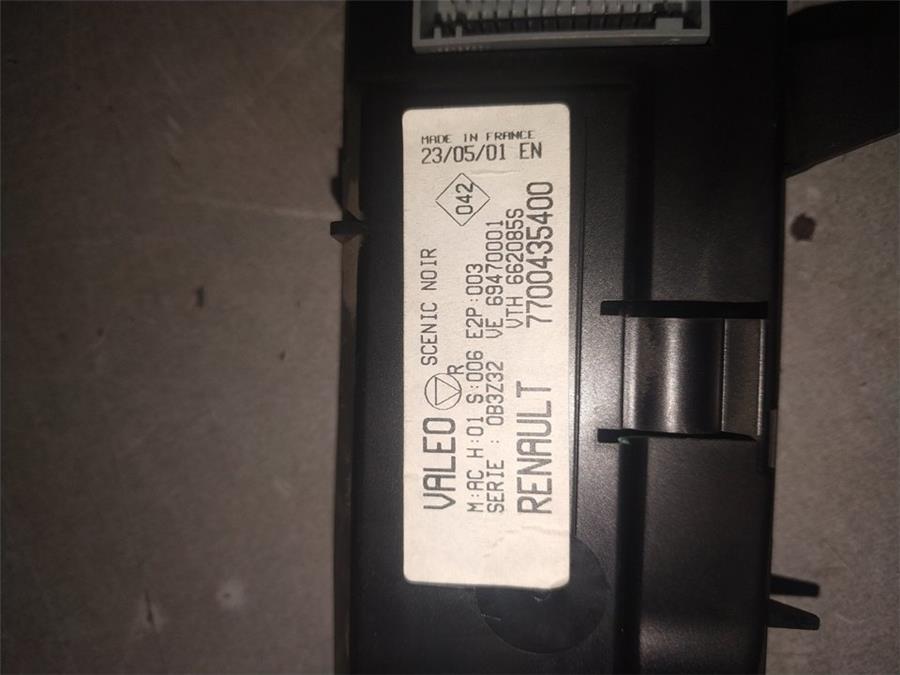 MADE IN FRANCE
23/05/01 EN
042
VALEO R SCENIC NOIR
M:AC H:01 S:006 E2P:003
SERIE : 0B3Z32 VE 69470001
VTH 662085S
RENAULT 7700435400